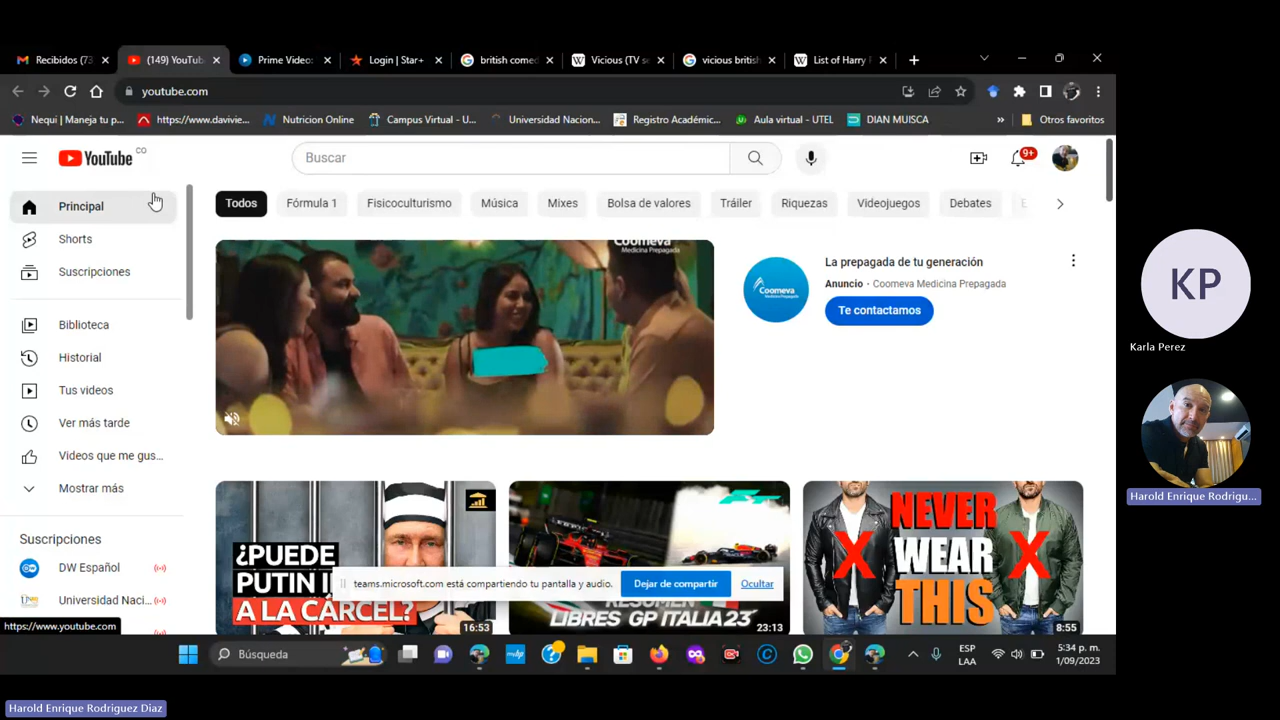 Recibidos (73
(149) YouTub
Prime Video:
Login | Star+
british come
Vicious (TV se
vicious british
List of Harry P
youtube.com
Nequi | Maneja tu p...
https://www.davivie...
Nutricion Online
Campus Virtual - U...
Universidad Nacion...
Registro Académic...
Aula virtual - UTEL
DIAN MUISCA
»
Otros favoritos
YouTube CO
Buscar
9+
Principal
Shorts
Suscripciones
Biblioteca
Historial
Tus videos
Ver más tarde
Videos que me gus...
Mostrar más
Suscripciones
DW Español
Universidad Naci...
https://www.youtube.com
Todos
Fórmula 1
Fisicoculturismo
Música
Mixes
Bolsa de valores
Tráiler
Riquezas
Videojuegos
Debates
Coomeva
Medicina Prepagada
Coomeva
Medicina Prepagada
La prepagada de tu generación
Anuncio · Coomeva Medicina Prepagada
Te contactamos
¿PUEDE
PUTIN I
A LA CÁRCEL?
16:53
RESUMEN
LIBRES GP ITALIA23
23:13
NEVER
WEAR
THIS
8:55
teams.microsoft.com está compartiendo tu pantalla y audio.
Dejar de compartir
Ocultar
Búsqueda
ESP
LAA
5:34 p. m.
1/09/2023
KP
Karla Perez
Harold Enrique Rodrigu...
Harold Enrique Rodriguez Diaz